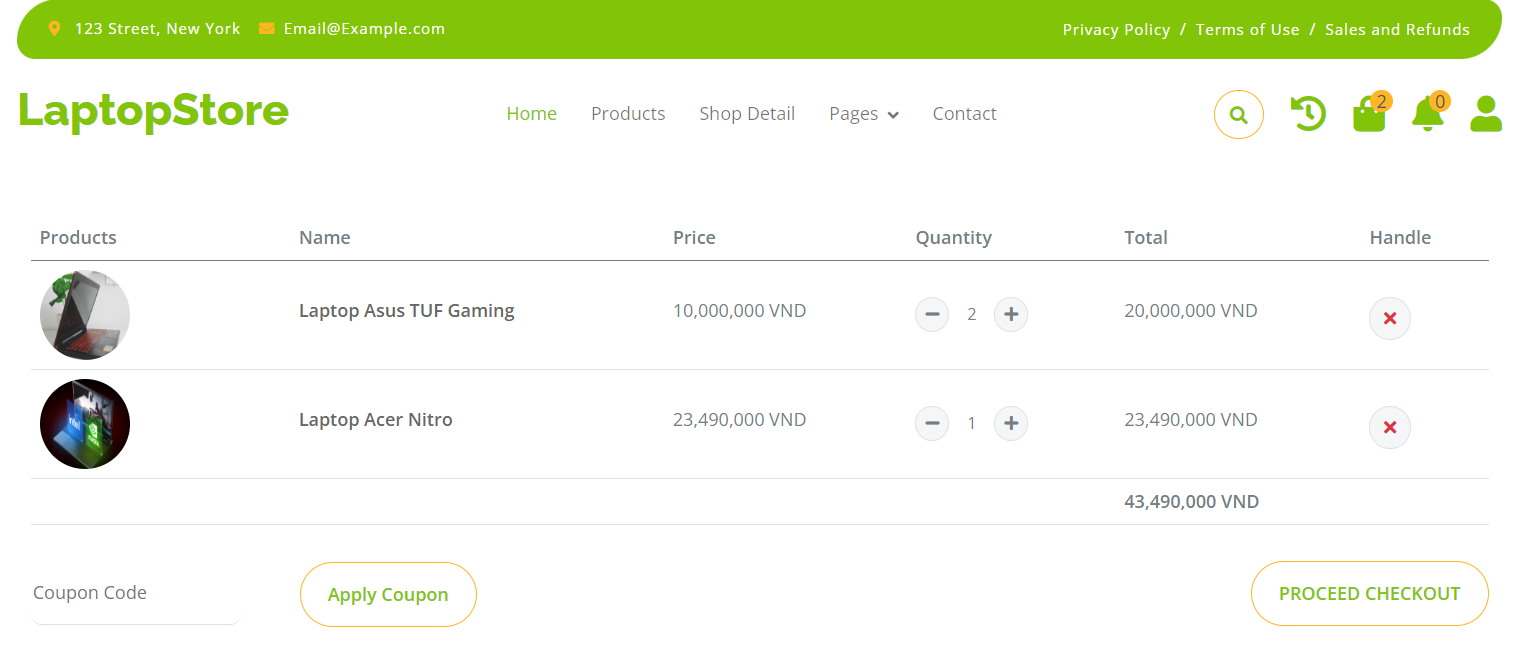 123 Street, New York Email@Example.com Privacy Policy / Terms of Use / Sales and Refunds
LaptopStore Home Products Shop Detail Pages Contact 2 0
Products Name Price Quantity Total Handle
Laptop Asus TUF Gaming 10,000,000 VND 2 20,000,000 VND
Laptop Acer Nitro 23,490,000 VND 1 23,490,000 VND
43,490,000 VND
Coupon Code Apply Coupon PROCEED CHECKOUT